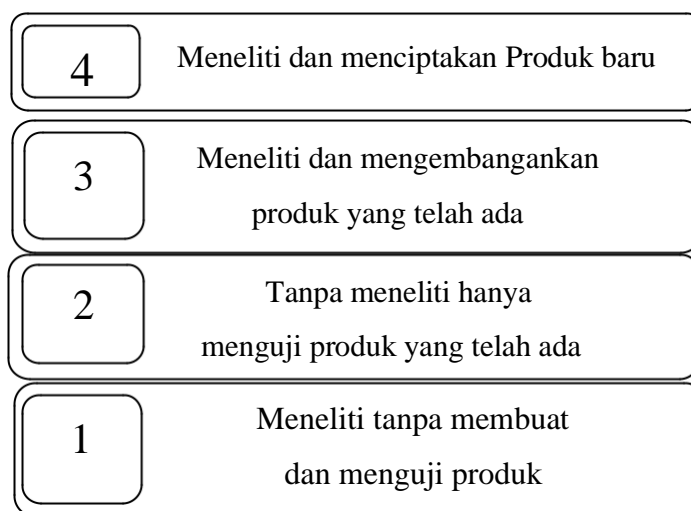 4
Meneliti dan menciptakan Produk baru
3
Meneliti dan mengembangankan
produk yang telah ada
2
Tanpa meneliti hanya
menguji produk yang telah ada
1
Meneliti tanpa membuat
dan menguji produk